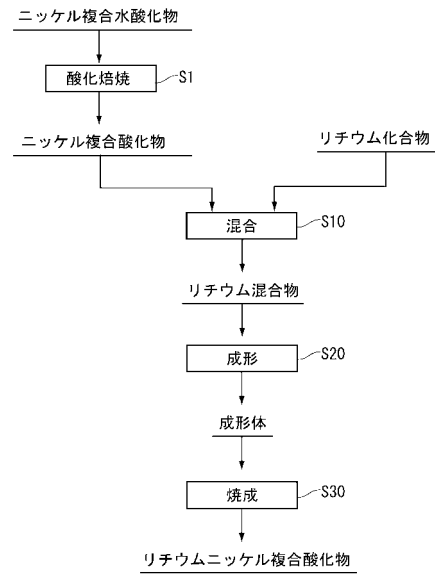 ニッケル複合水酸化物
酸化焙焼
S1
ニッケル複合酸化物
リチウム化合物
混合
S10
リチウム混合物
成形
S20
成形体
焼成
S30
リチウムニッケル複合酸化物